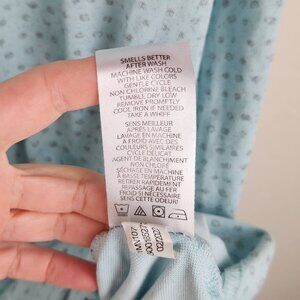 SMELLS BETTER
AFTER WASH
MACHINE WASH COLD
WITH LIKE COLORS
GENTLE CYCLE
NON CHLORINE BLEACH
TUMBLE DRY LOW
REMOVE PROMPTLY
COOL IRON IF NEEDED
TAKE A WHIFF
SENS MEILLEUR
APRÈS LAVAGE
LAVAGE EN MACHINE
À FROID AVEC DES
COULEURS SIMILAIRES
CYCLE DÉLICAT
AGENT DE BLANCHIMENT
NON CHLORÉ
SÉCHAGE EN MACHINE
À BASSE TEMPÉRATURE
RETIRER RAPIDEMENT
REPASSAGE AU FER
FROID SI NÉCESSAIRE
SENS CETTE ODEUR!